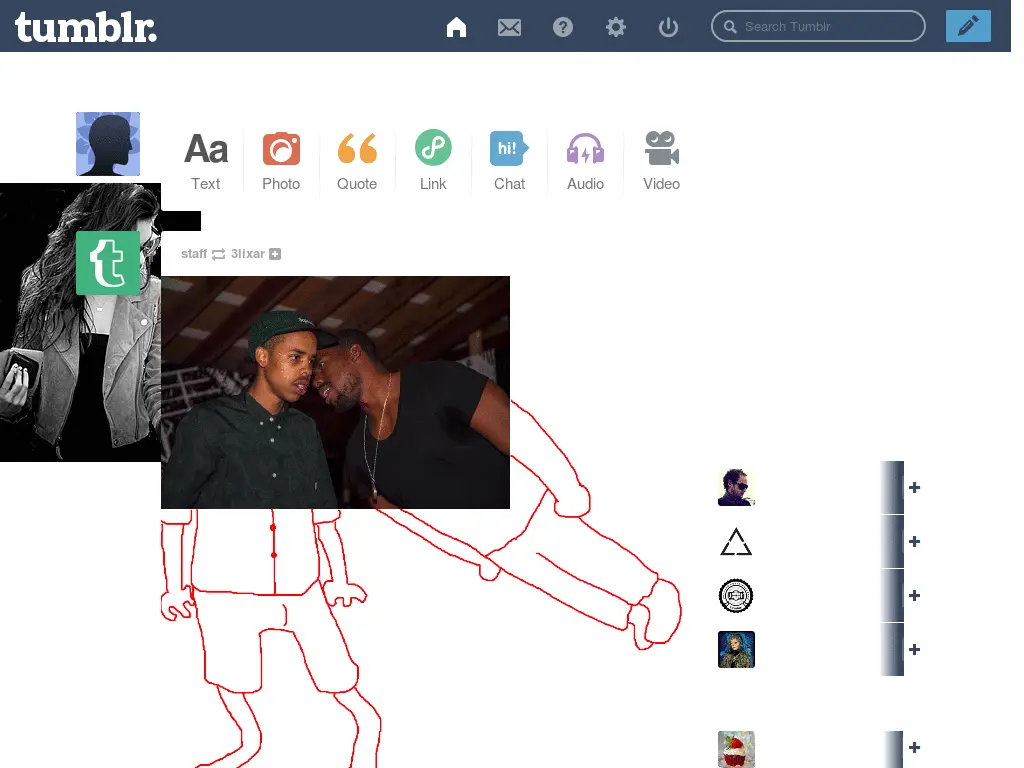 tumblr.
Search Tumblr
Aa
hi!
Text
Photo
Quote
Link
Chat
Audio
Video
t
staff 3lixar